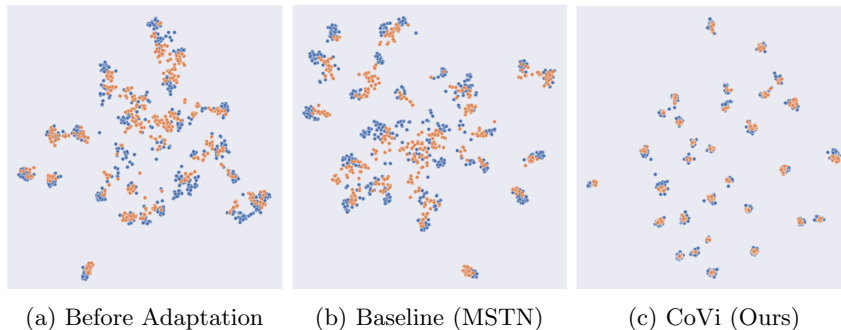 (a) Before Adaptation
(b) Baseline (MSTN)
(c) CoVi (Ours)